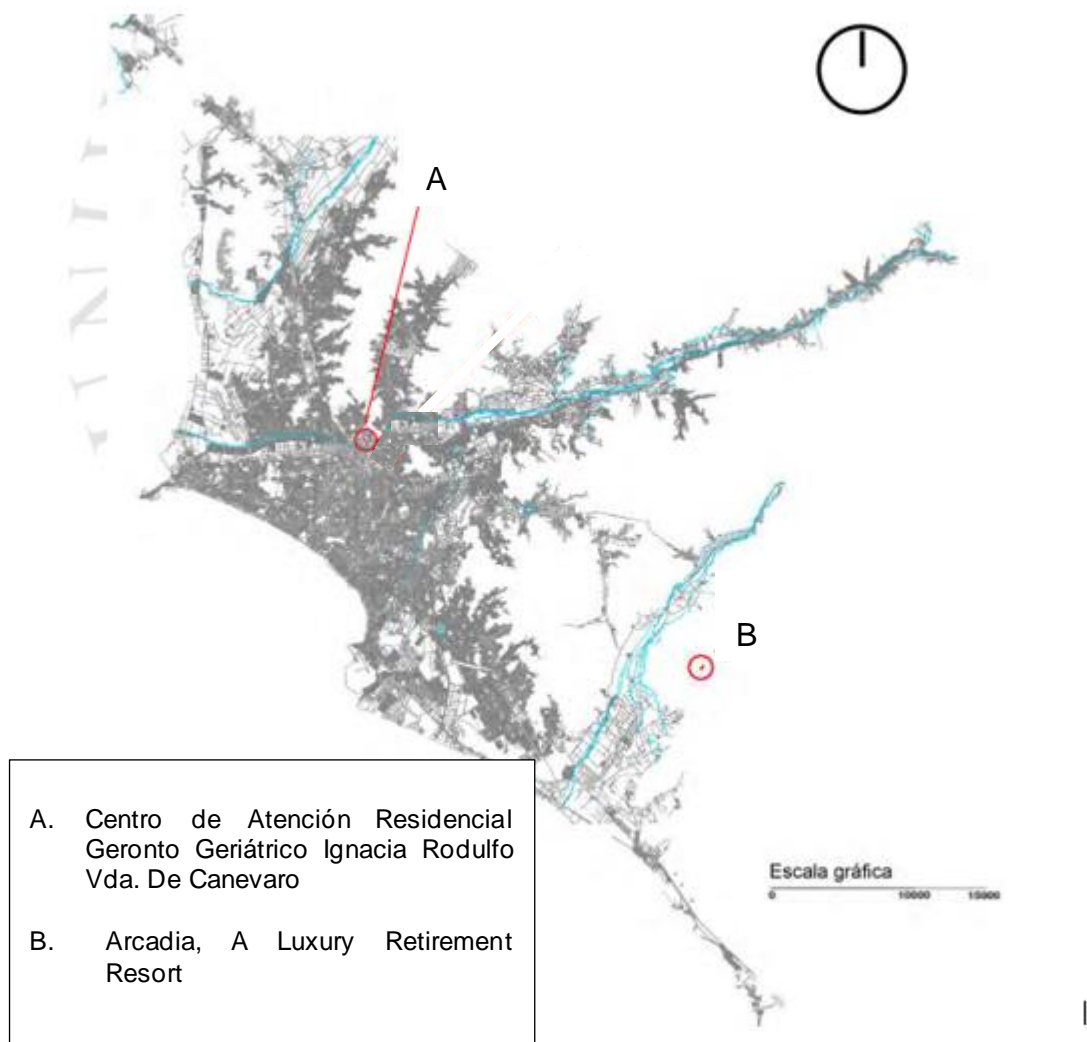 A
B
A. Centro de Atención Residencial
Geronto Geriátrico Ignacia Rodulfo
Vda. De Canevaro
B. Arcadia, A Luxury Retirement
Resort
Escala gráfica
0 10000 15000